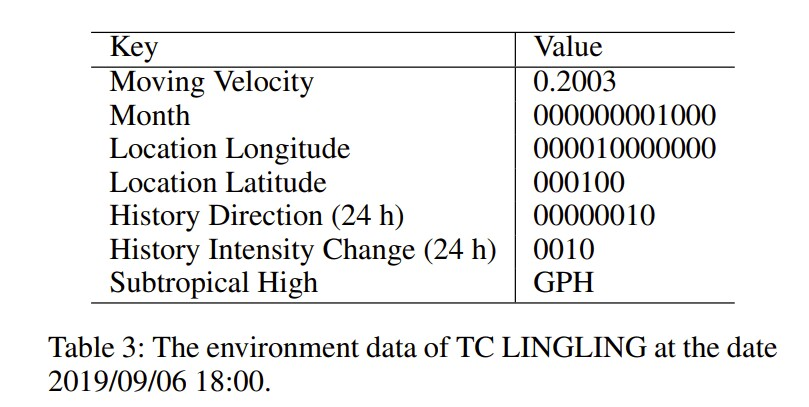 Key Value
Moving Velocity 0.2003
Month 000000001000
Location Longitude 000010000000
Location Latitude 000100
History Direction (24 h) 00000010
History Intensity Change (24 h) 0010
Subtropical High GPH
Table 3: The environment data of TC LINGLING at the date
2019/09/06 18:00.